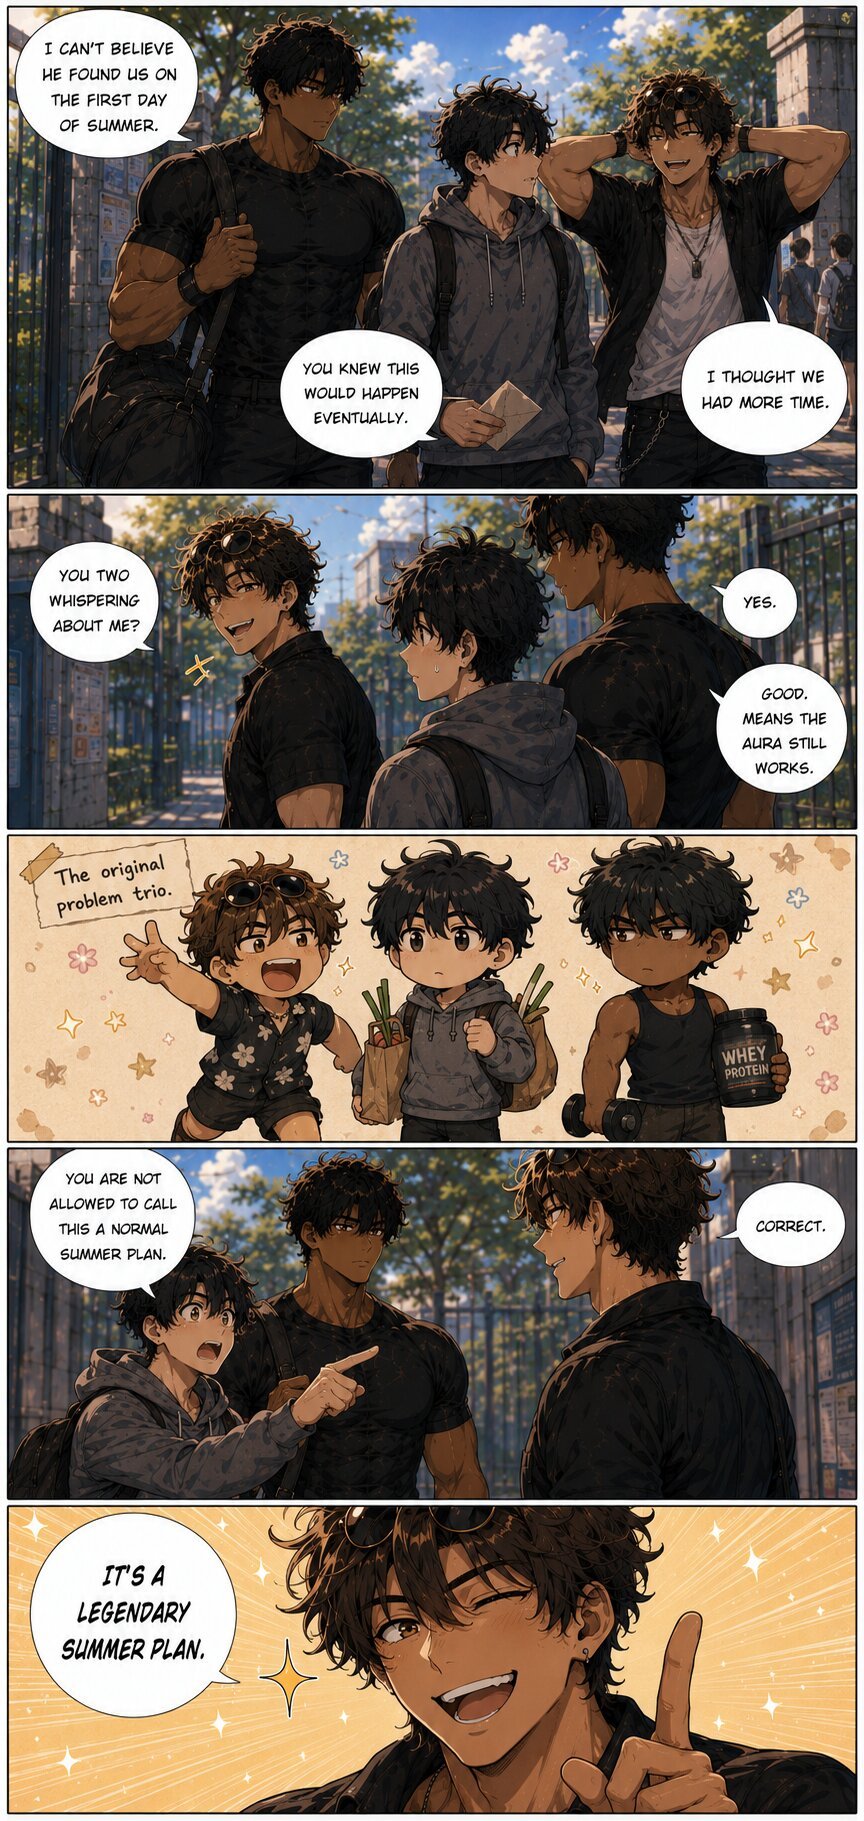 I CAN'T BELIEVE
HE FOUND US ON
THE FIRST DAY
OF SUMMER.
YOU KNEW THIS
WOULD HAPPEN
EVENTUALLY.
I THOUGHT WE
HAD MORE TIME.
YOU TWO
WHISPERING
ABOUT ME?
YES.
GOOD.
MEANS THE
AURA STILL
WORKS.
The original
problem trio.
WHEY
PROTEIN
YOU ARE NOT
ALLOWED TO CALL
THIS A NORMAL
SUMMER PLAN.
CORRECT.
IT'S A
LEGENDARY
SUMMER PLAN.